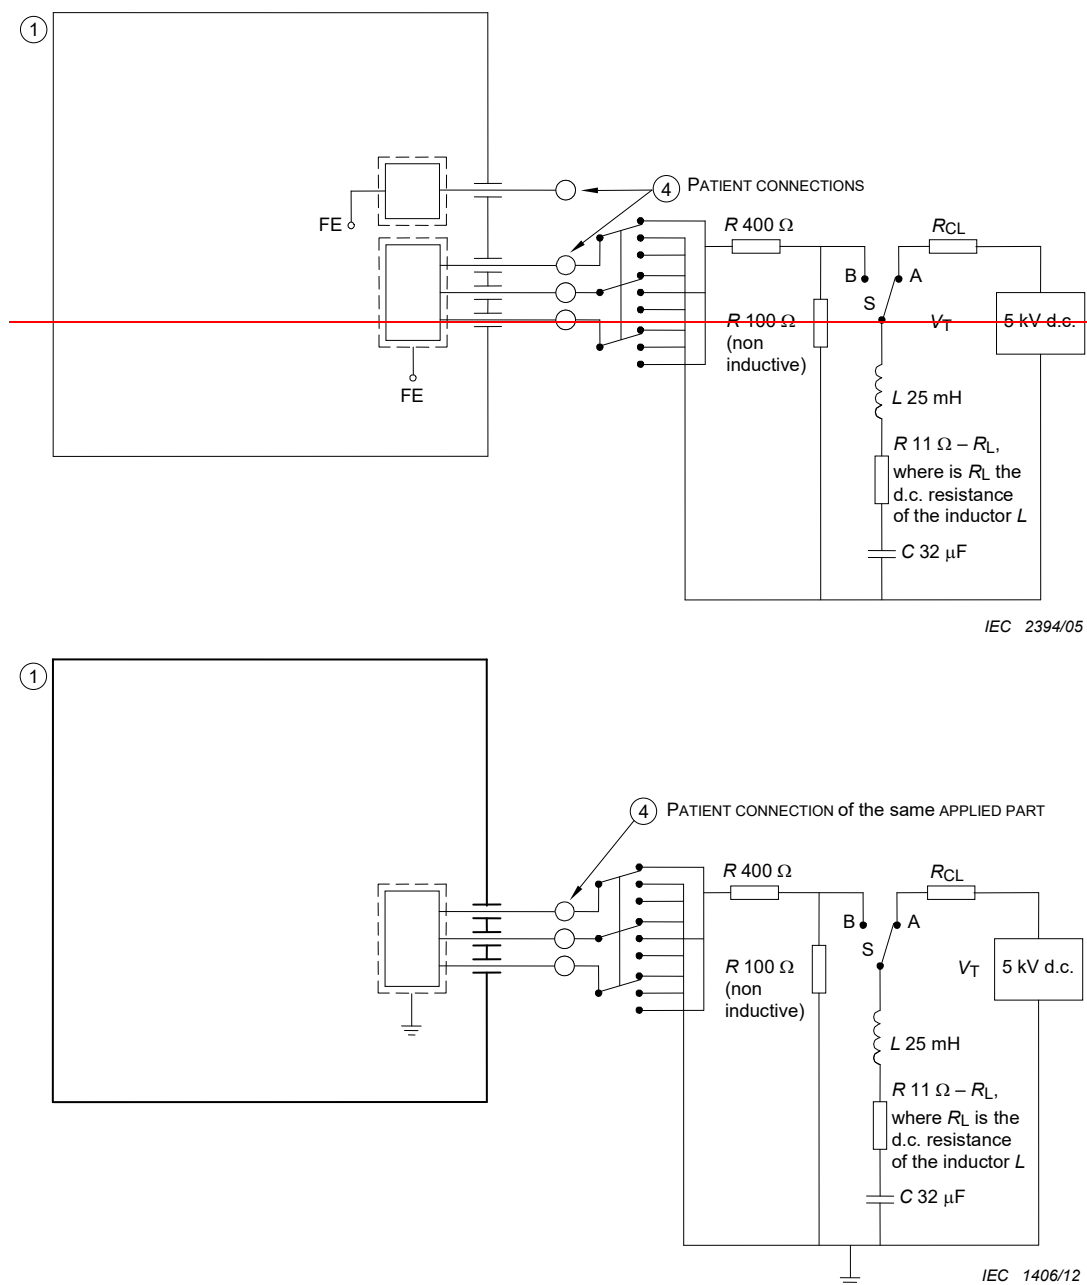 1
4 PATIENT CONNECTIONS
FE
R 400 Ω
RCL
B
A
S
R 100 Ω
(non
inductive)
VT
5 kV d.c.
FE
L 25 mH
R 11 Ω – RL,
where is RL the
d.c. resistance
of the inductor L
C 32 μF
IEC 2394/05
1
4 PATIENT CONNECTION of the same APPLIED PART
R 400 Ω
RCL
B
A
S
R 100 Ω
(non
inductive)
VT
5 kV d.c.
L 25 mH
R 11 Ω – RL,
where RL is the
d.c. resistance
of the inductor L
C 32 μF
IEC 1406/12